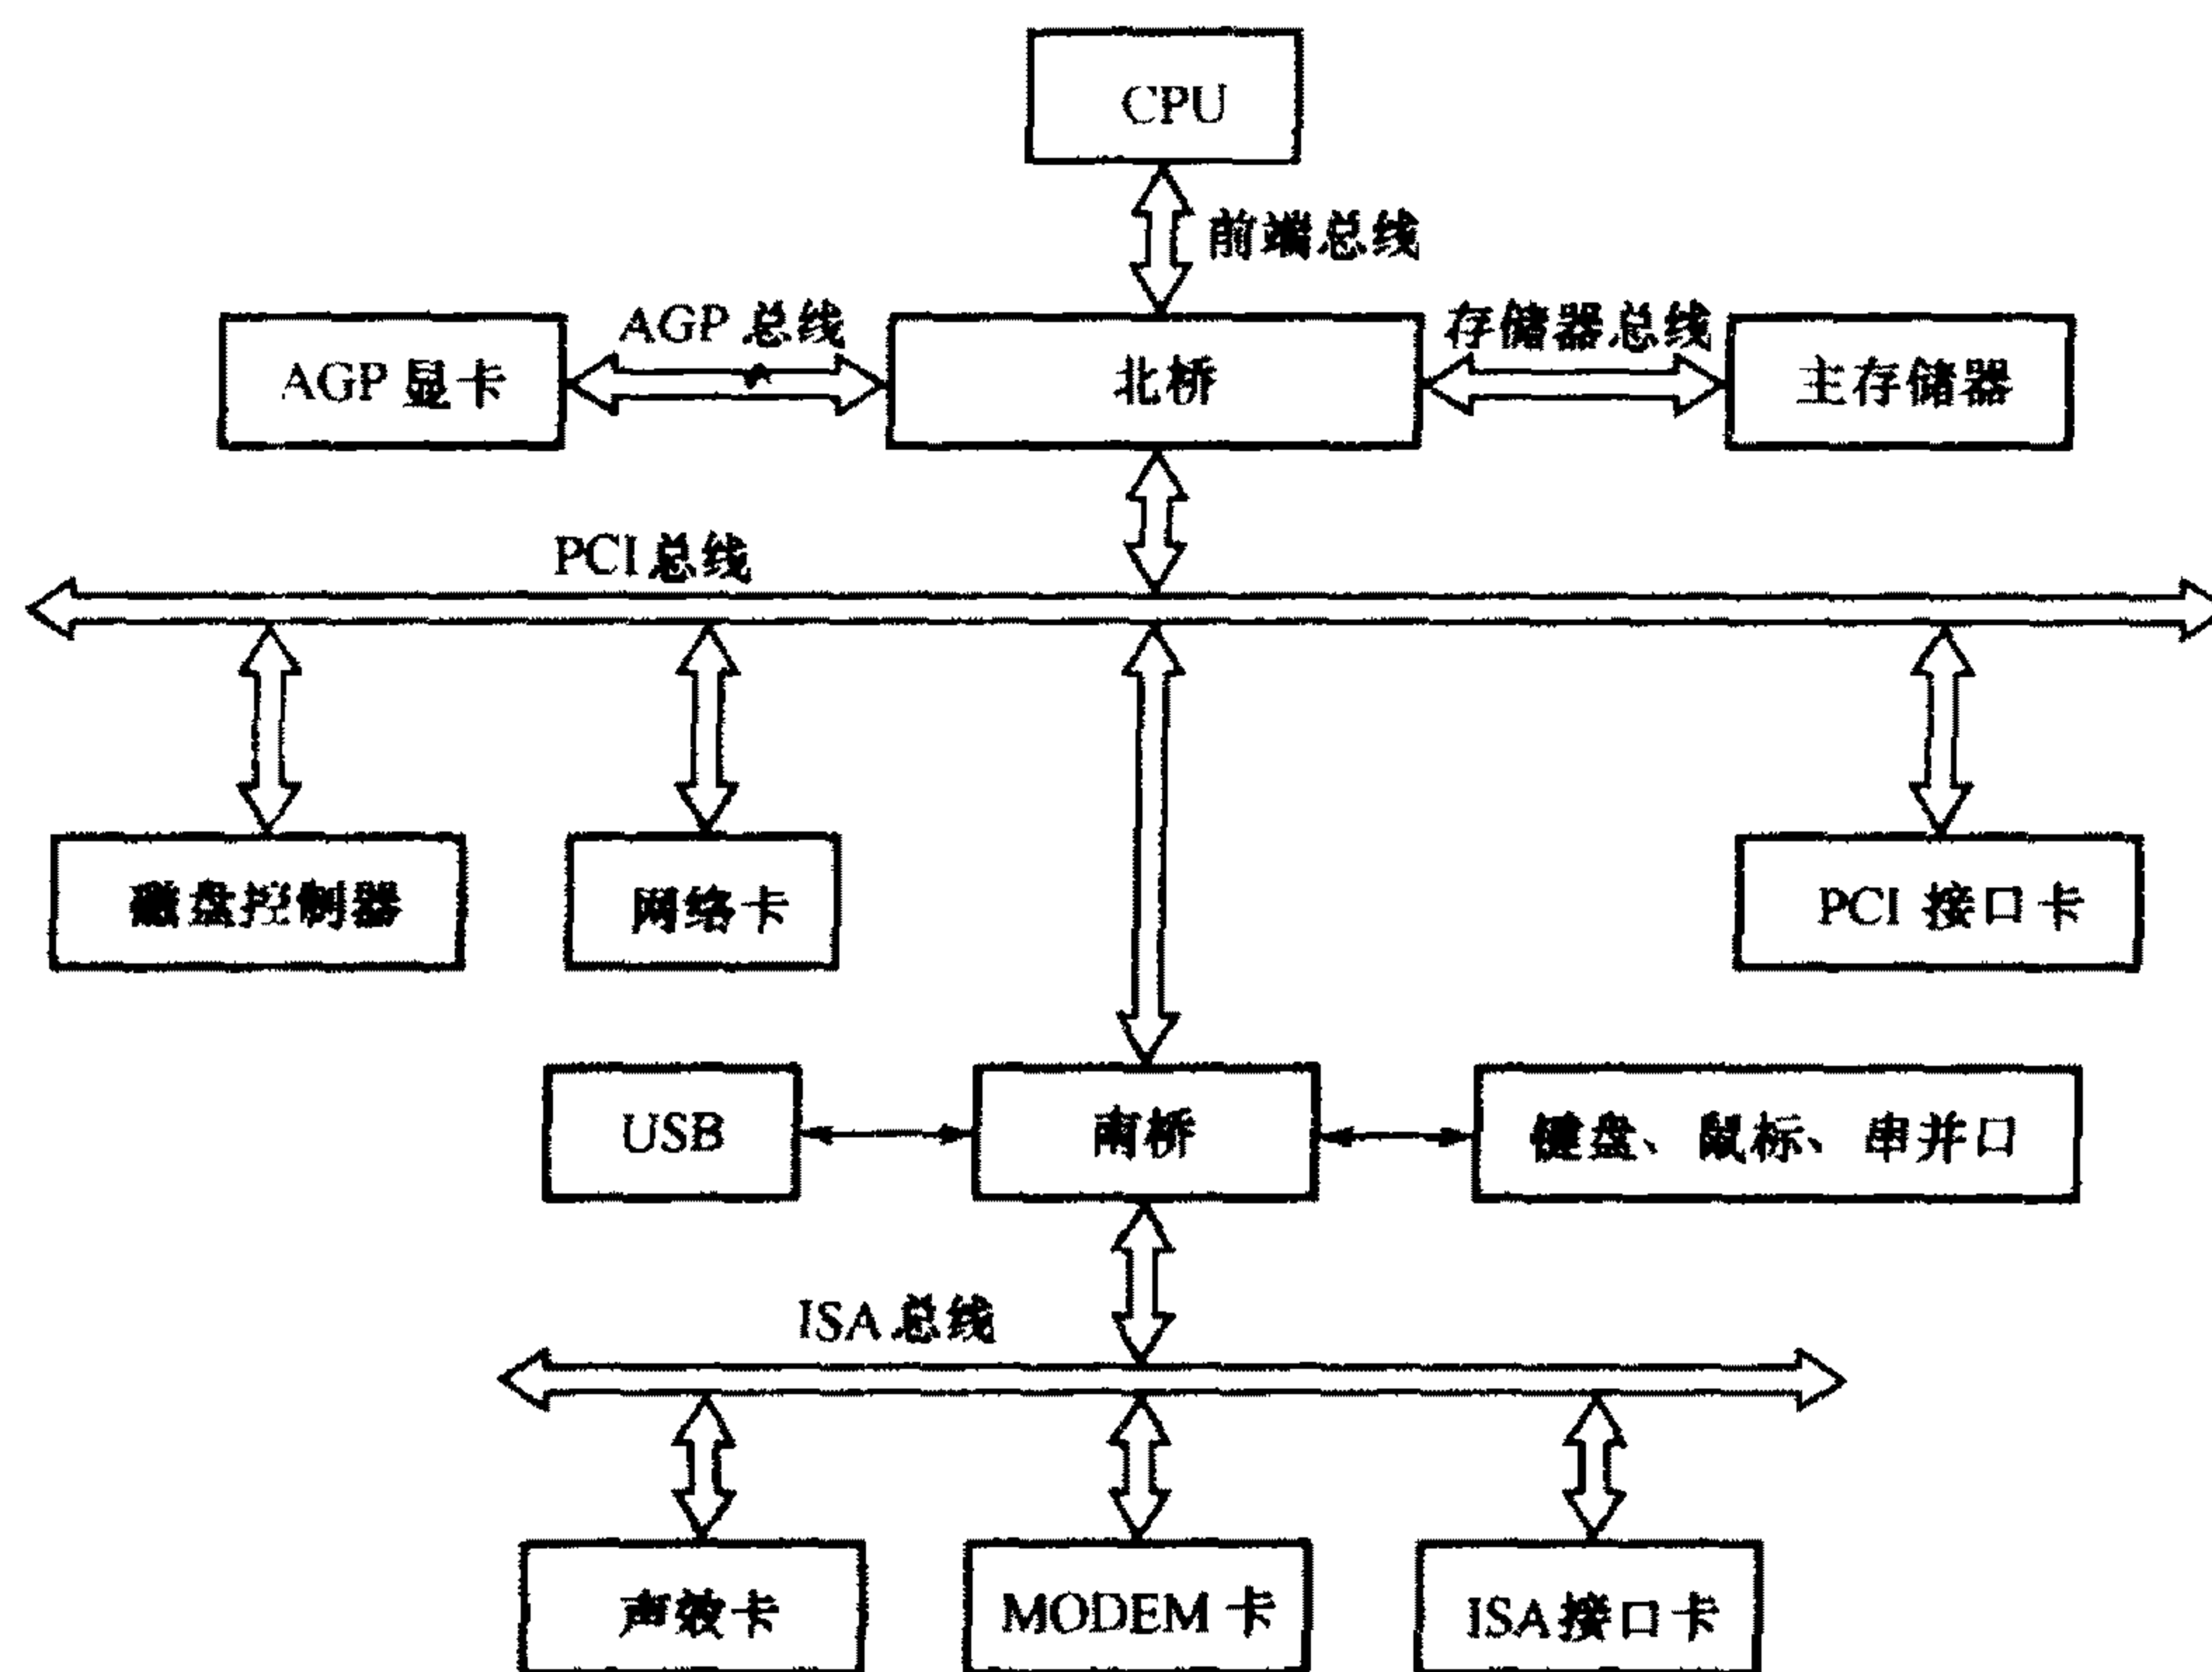 CPU
前端总线
AGP 总线
存储器总线
AGP 显卡
北桥
主存储器
PCI 总线
磁盘控制器
网络卡
PCI 接口卡
USB
南桥
键盘、鼠标、串并口
ISA 总线
声效卡
MODEM 卡
ISA 接口卡